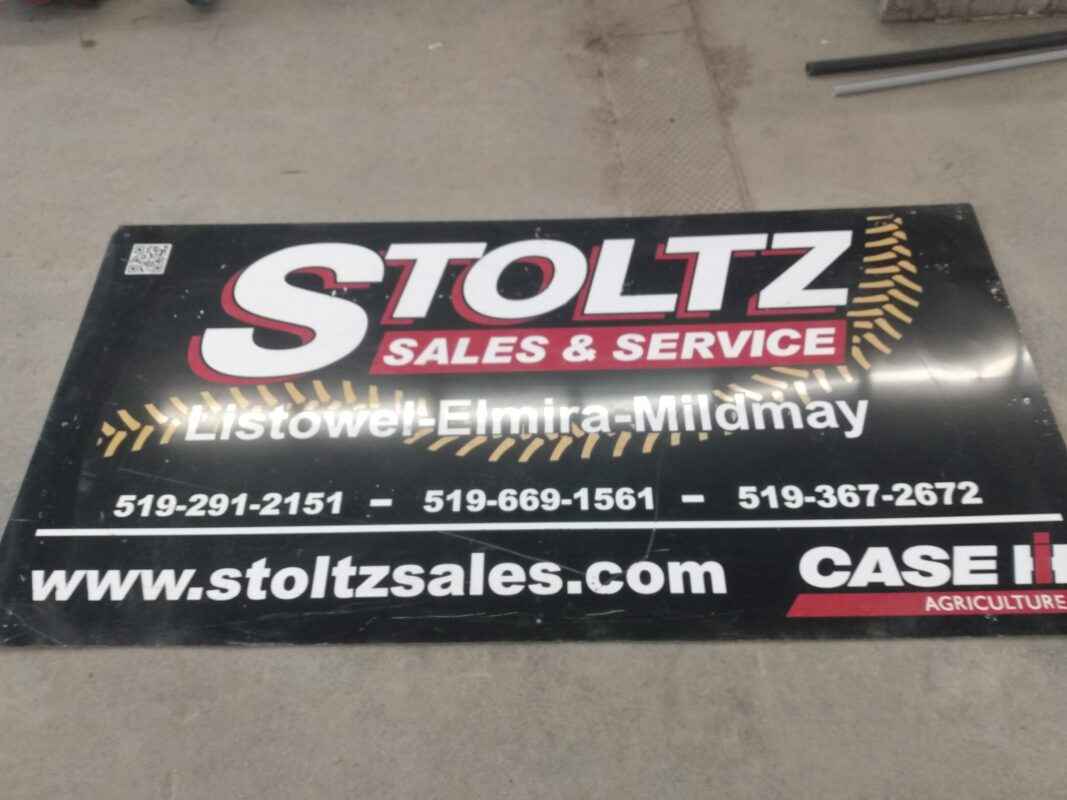 STOLTZ
SALES & SERVICE
Listowel-Elmira-Mildmay
519-291-2151 - 519-669-1561 - 519-367-2672
www.stoltzsales.com
CASE IH
AGRICULTURE